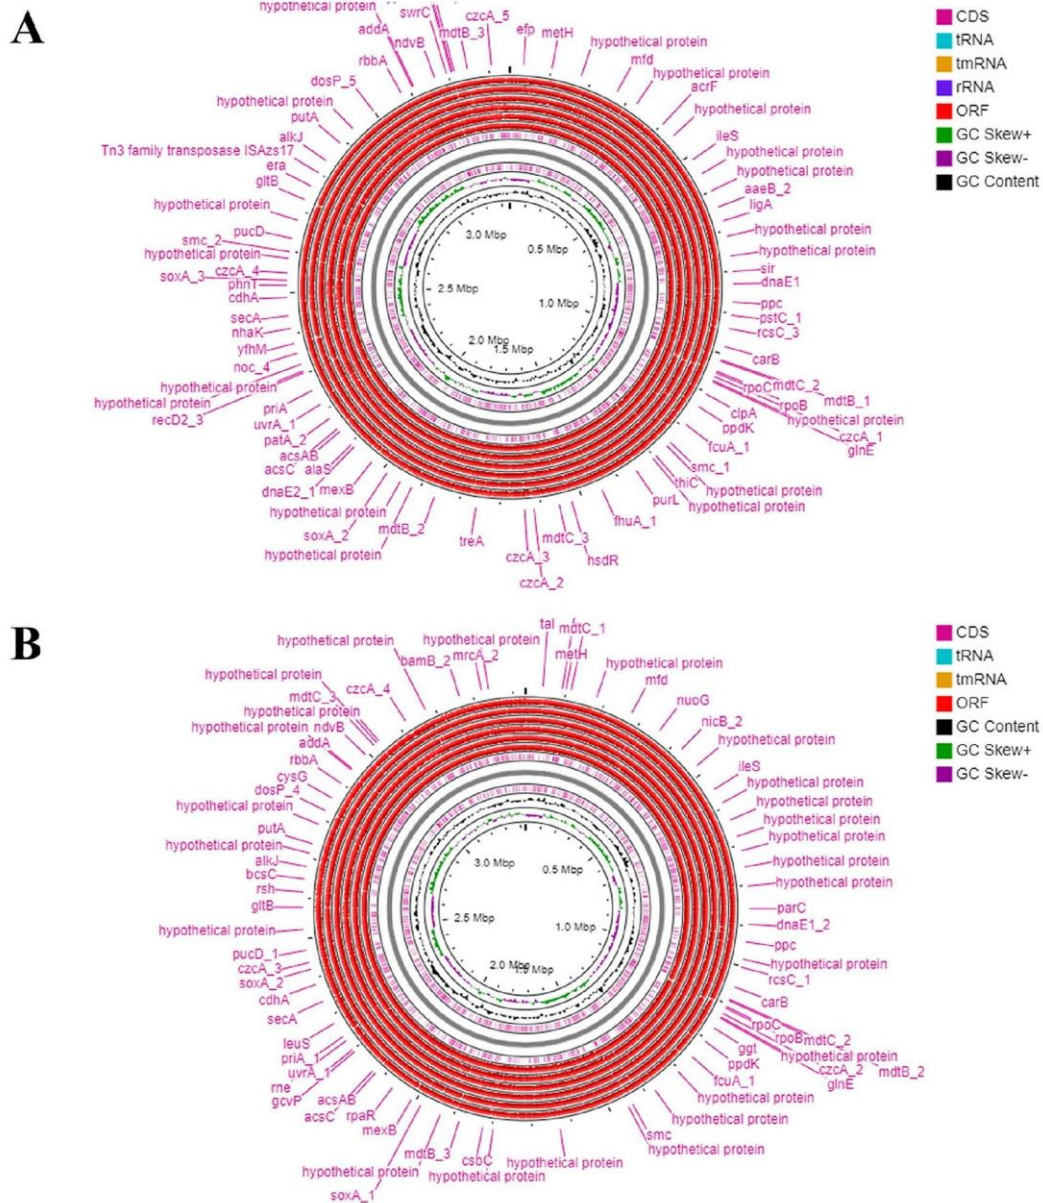 A
hypothetical protein
swrC
czcA_5
addA
ndvB
mdtB_3
efp
metH
rbbA
hypothetical protein
mfd
dosP_5
hypothetical protein
acrF
hypothetical protein
hypothetical protein
putA
ileS
alkJ
hypothetical protein
Tn3 family transposase ISAzs17
era
hypothetical protein
gltB
aaeB_2
ligA
hypothetical protein
pucD
hypothetical protein
smc_2
hypothetical protein
hypothetical protein
czcA_4
soxA_3
phnT
cdhA
sir
dnaE1
secA
nhaK
yfhM
noc_4
ppc
pstC_1
rcsC_3
carB
hypothetical protein
hypothetical protein
recD2_3
rpoC
mdtC_2
mdtB_1
rpoB
hypothetical protein
czcA_1
glnE
priA
uvrA_1
patA_2
acsAB
acsC
alaS
dnaE2_1
mexB
clpA
ppdK
fcuA_1
smc_1
thiC
hypothetical protein
hypothetical protein
purL
hypothetical protein
soxA_2
hypothetical protein
mdtB_2
treA
czcA_3
czcA_2
mdtC_3
hsdR
fhuA_1
3.0 Mbp
0.5 Mbp
2.5 Mbp
1.0 Mbp
2.0 Mbp
1.5 Mbp
CDS
tRNA
tmRNA
rRNA
ORF
GC Skew+
GC Skew-
GC Content
B
tal
mdtC_1
hypothetical protein
hypothetical protein
bamB_2
mrcA_2
metH
hypothetical protein
mfd
hypothetical protein
mdtC_3
czcA_4
nuoG
hypothetical protein
nicB_2
hypothetical protein
ndvB
hypothetical protein
addA
rbbA
ileS
cysG
hypothetical protein
dosP_4
hypothetical protein
hypothetical protein
hypothetical protein
putA
hypothetical protein
hypothetical protein
alkJ
hypothetical protein
bcsC
hypothetical protein
rsh
gltB
parC
dnaE1_2
hypothetical protein
ppc
pucD_1
czcA_3
hypothetical protein
soxA_2
rcsC_1
cdhA
carB
secA
rpoC
rpoB
mdtC_2
hypothetical protein
czcA_2
mdtB_2
glnE
leuS
priA_1
uvrA_1
rne
gcvP
acsAB
acsC
rpaR
mexB
ggt
ppdK
fcuA_1
hypothetical protein
hypothetical protein
smc
hypothetical protein
mdtB_3
csbC
hypothetical protein
hypothetical protein
hypothetical protein
soxA_1
3.0 Mbp
0.5 Mbp
2.5 Mbp
1.0 Mbp
2.0 Mbp
1.5 Mbp
CDS
tRNA
tmRNA
ORF
GC Content
GC Skew+
GC Skew-